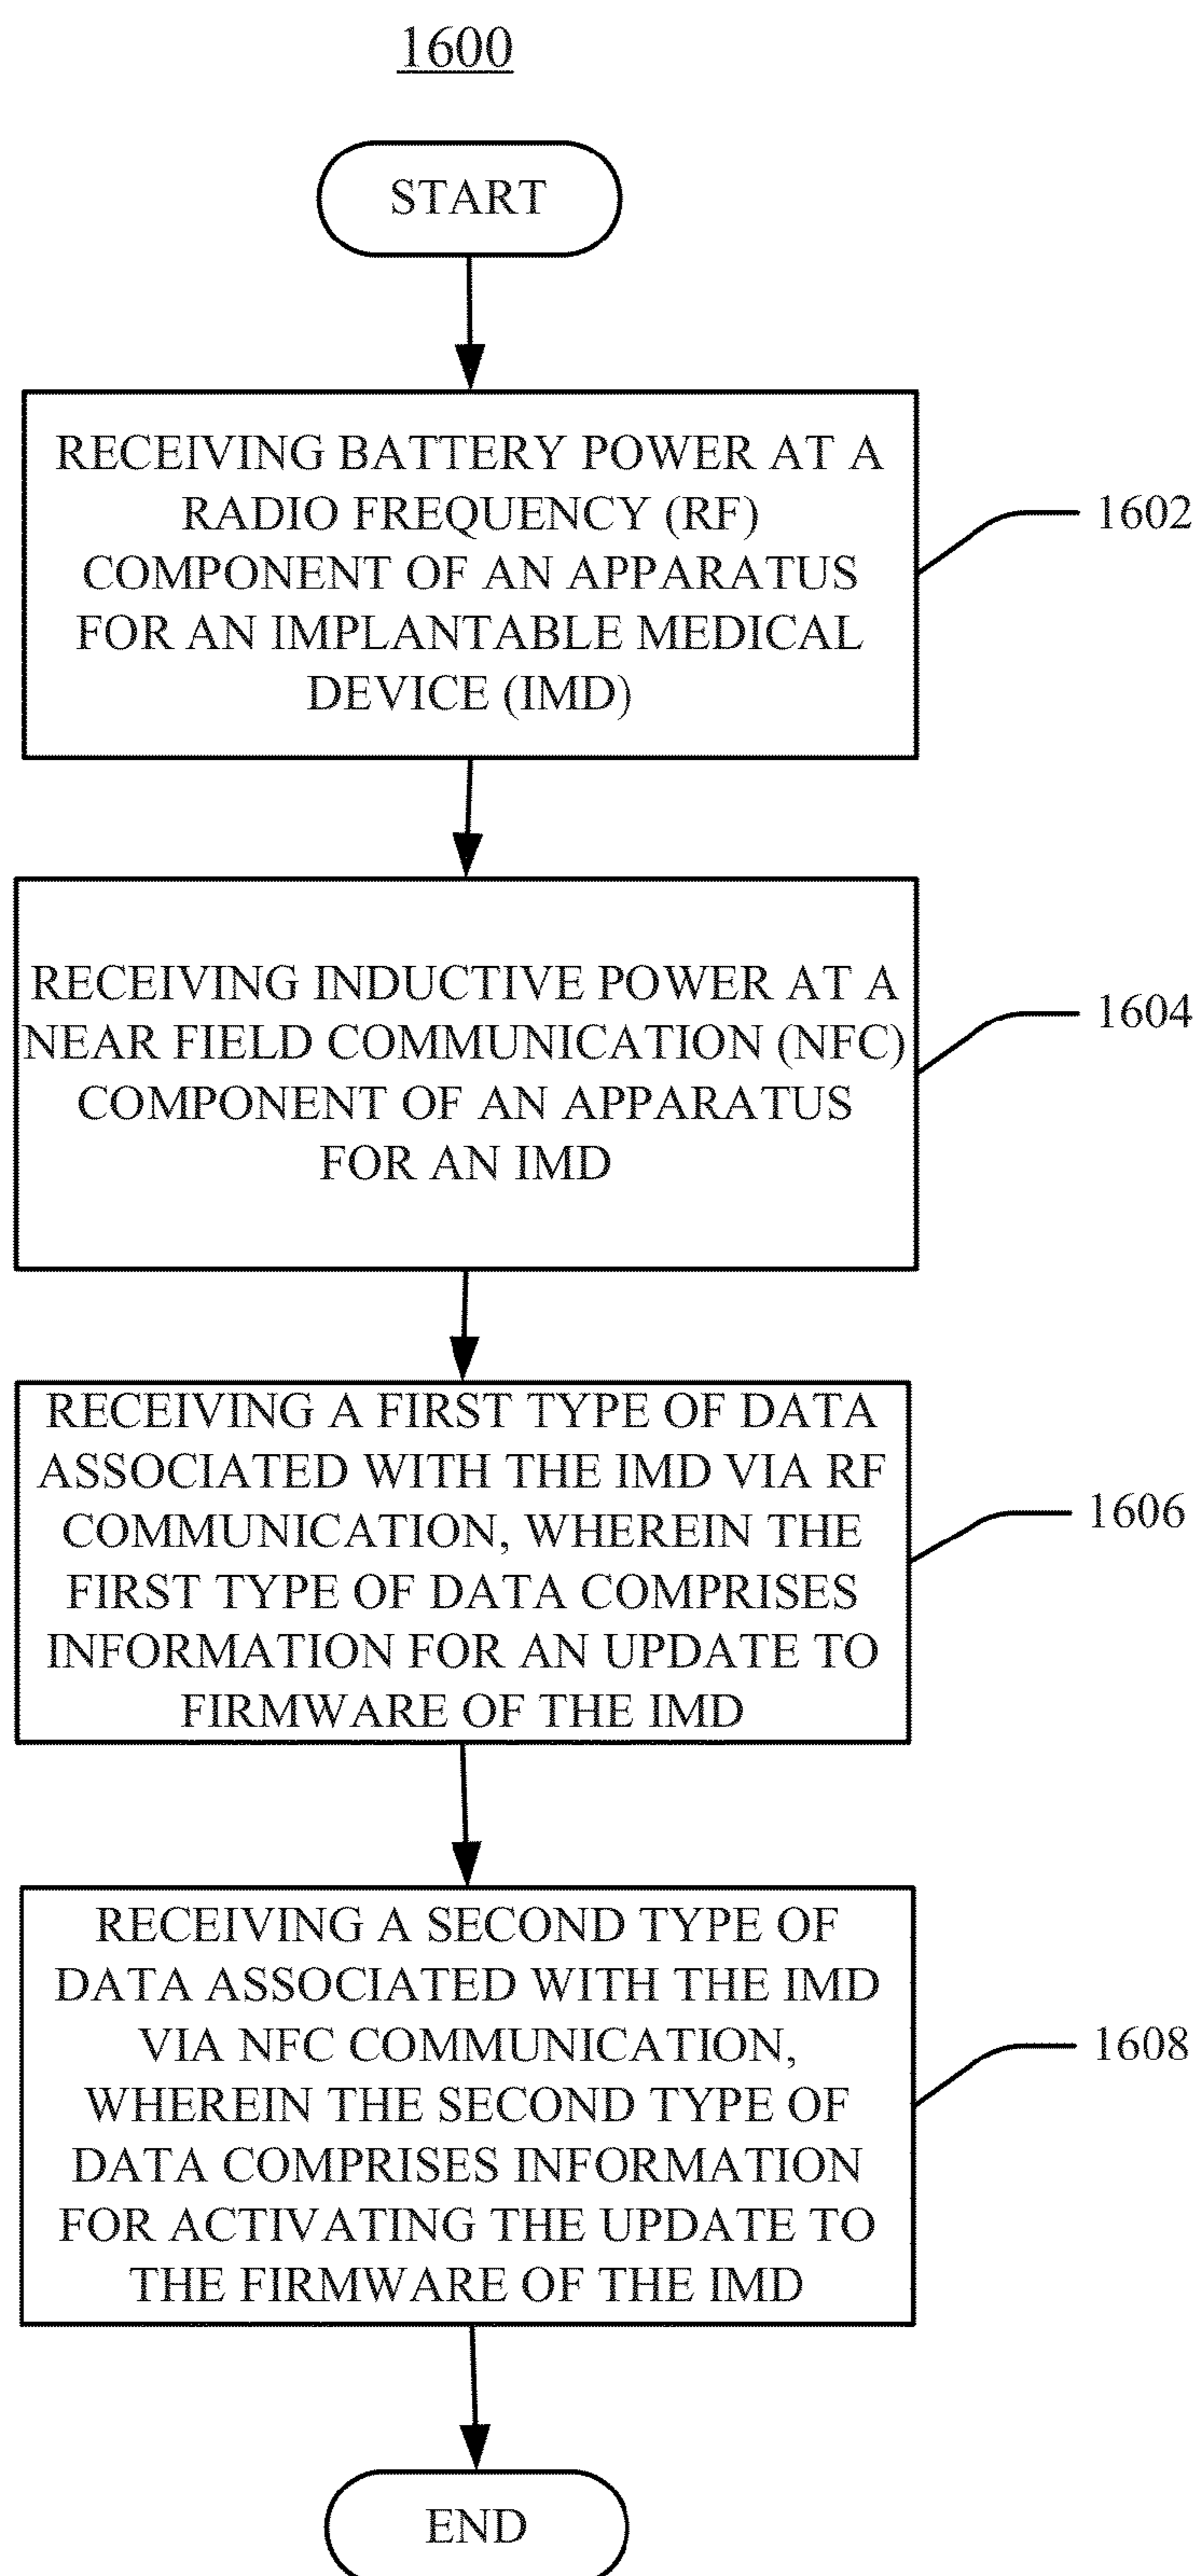 1600
START
RECEIVING BATTERY POWER AT A
RADIO FREQUENCY (RF)
COMPONENT OF AN APPARATUS
FOR AN IMPLANTABLE MEDICAL
DEVICE (IMD)
1602
RECEIVING INDUCTIVE POWER AT A
NEAR FIELD COMMUNICATION (NFC)
COMPONENT OF AN APPARATUS
FOR AN IMD
1604
RECEIVING A FIRST TYPE OF DATA
ASSOCIATED WITH THE IMD VIA RF
COMMUNICATION, WHEREIN THE
FIRST TYPE OF DATA COMPRISES
INFORMATION FOR AN UPDATE TO
FIRMWARE OF THE IMD
1606
RECEIVING A SECOND TYPE OF
DATA ASSOCIATED WITH THE IMD
VIA NFC COMMUNICATION,
WHEREIN THE SECOND TYPE OF
DATA COMPRISES INFORMATION
FOR ACTIVATING THE UPDATE TO
THE FIRMWARE OF THE IMD
1608
END